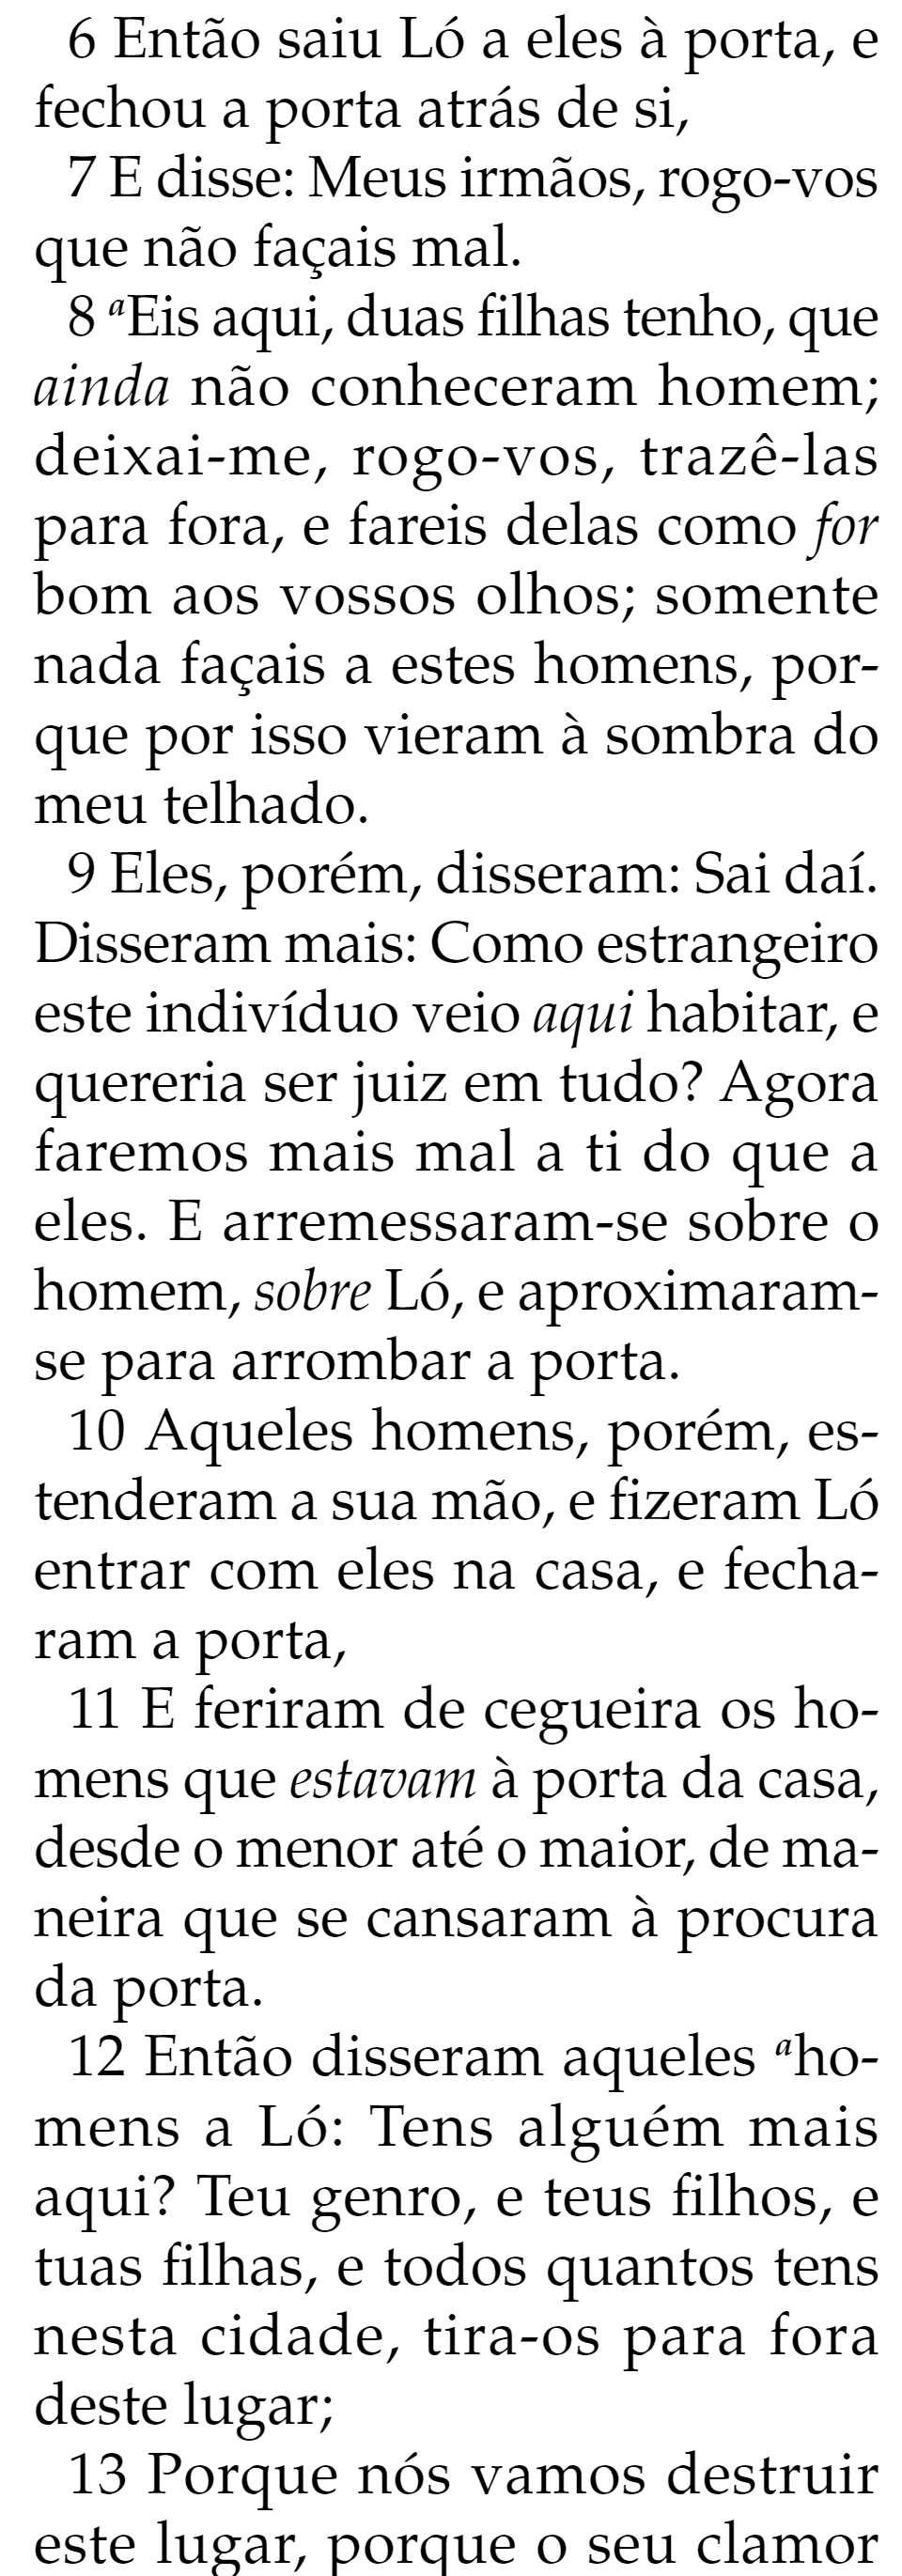 6 Então saiu Ló a eles à porta, e
fechou a porta atrás de si,
7 E disse: Meus irmãos, rogo-vos
que não façais mal.
8 ªEis aqui, duas filhas tenho, que
ainda não conheceram homem;
deixai-me, rogo-vos, trazê-las
para fora, e fareis delas como for
bom aos vossos olhos; somente
nada façais a estes homens, por-
que por isso vieram à sombra do
meu telhado.
9 Eles, porém, disseram: Sai daí.
Disseram mais: Como estrangeiro
este indivíduo veio aqui habitar, e
quereria ser juiz em tudo? Agora
faremos mais mal a ti do que a
eles. E arremessaram-se sobre o
homem, sobre Ló, e aproximaram-
se para arrombar a porta.
10 Aqueles homens, porém, es-
tenderam a sua mão, e fizeram Ló
entrar com eles na casa, e fecha-
ram a porta,
11 E feriram de cegueira os ho-
mens que estavam à porta da casa,
desde o menor até o maior, de ma-
neira que se cansaram à procura
da porta.
12 Então disseram aqueles ªho-
mens a Ló: Tens alguém mais
aqui? Teu genro, e teus filhos, e
tuas filhas, e todos quantos tens
nesta cidade, tira-os para fora
deste lugar;
13 Porque nós vamos destruir
este lugar, porque o seu clamor